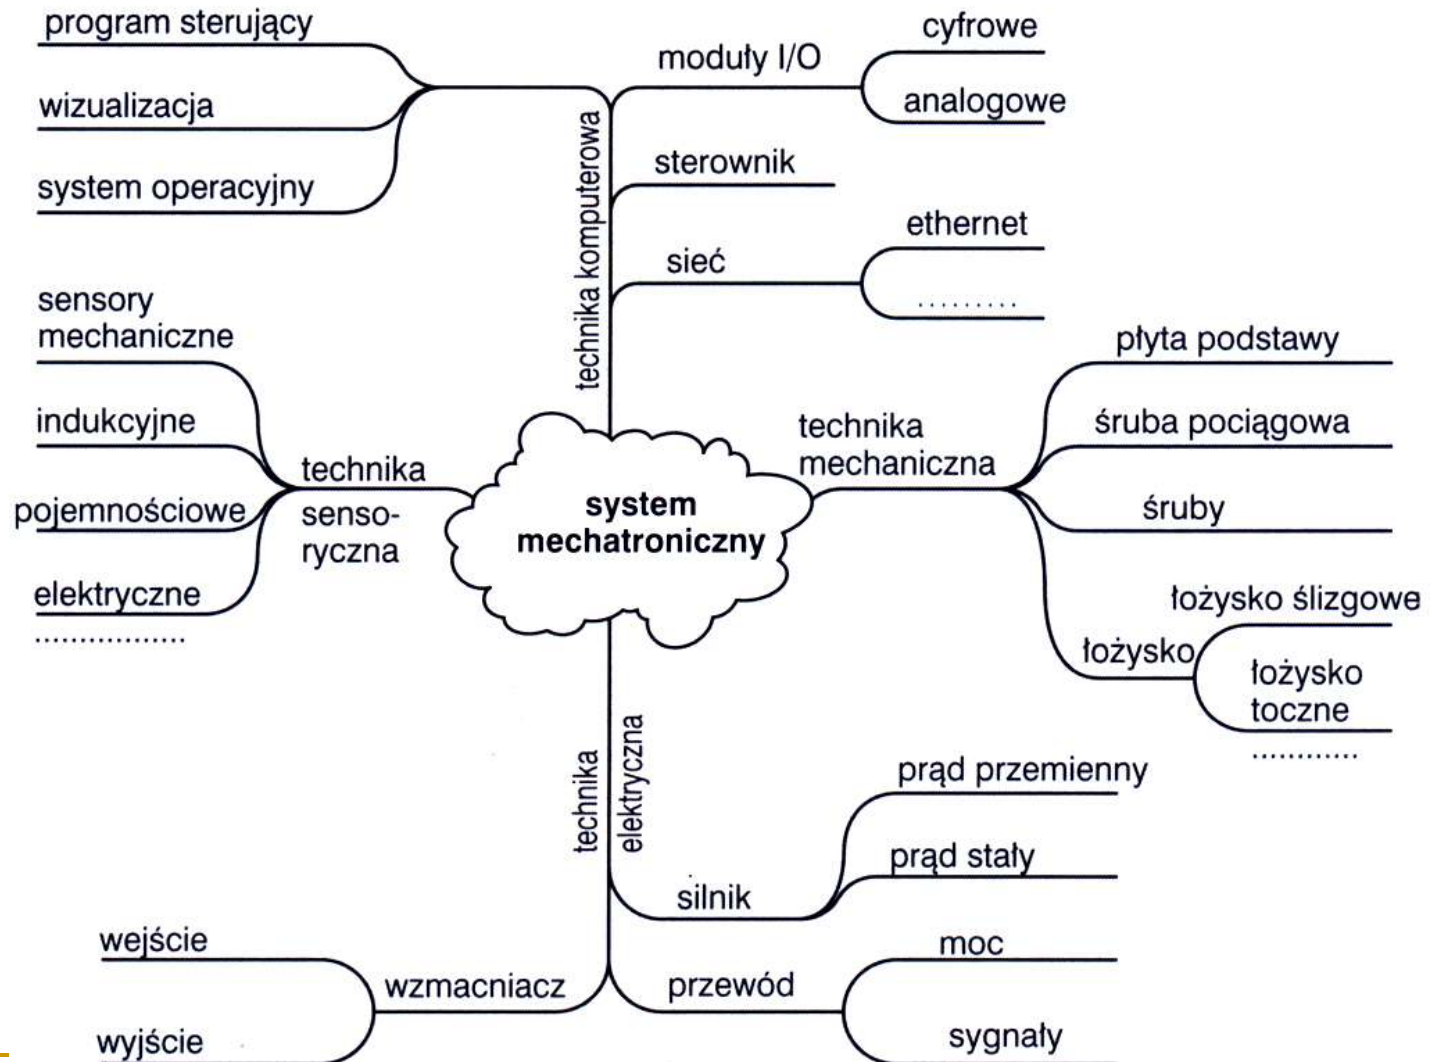 program sterujący
wizualizacja
system operacyjny
technika komputerowa
moduły I/O
cyfrowe
analogowe
sterownik
sieć
ethernet
.........
sensory
mechaniczne
indukcyjne
pojemnościowe
elektryczne
.................
technika
senso-
ryczna
system
mechatroniczny
technika
mechaniczna
płyta podstawy
śruba pociągowa
śruby
łożysko
łożysko ślizgowe
łożysko
toczne
............
technika
elektryczna
silnik
prąd przemienny
prąd stały
przewód
moc
sygnały
wzmacniacz
wejście
wyjście